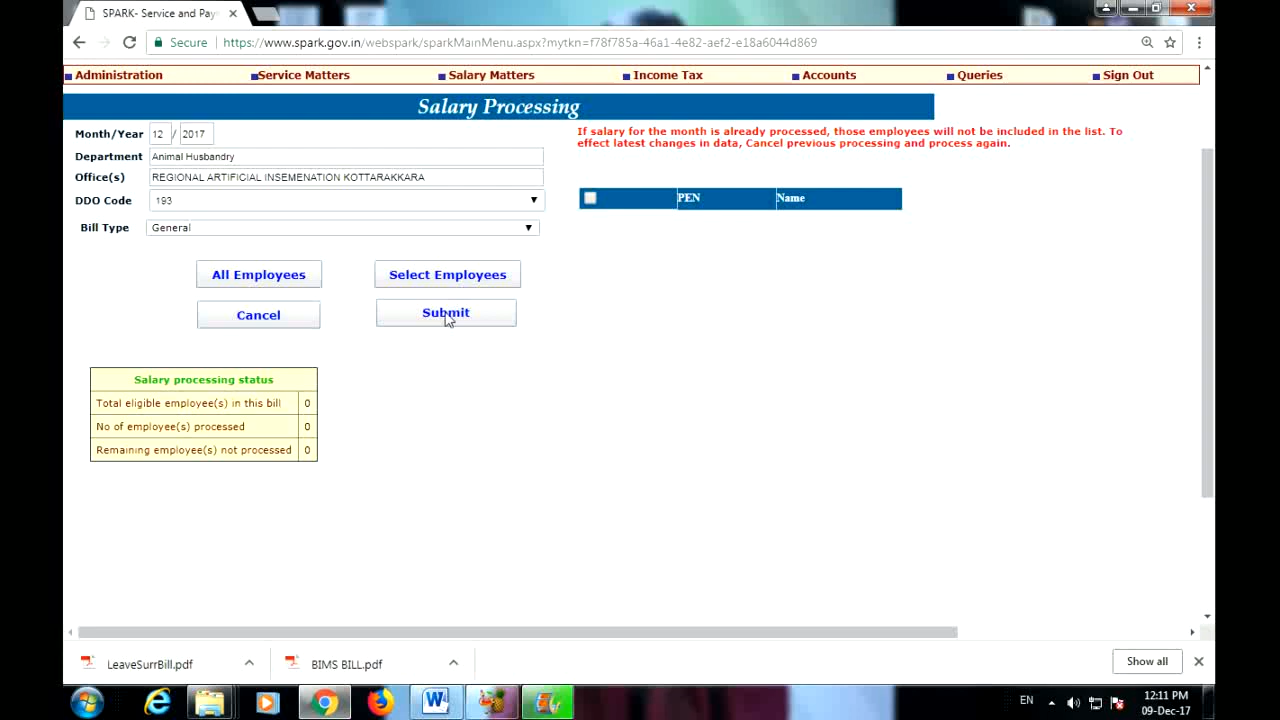 SPARK- Service and Pay
Secure https://www.spark.gov.in/webspark/sparkMainMenu.aspx?mytkn=f78f785a-46a1-4e82-aef2-e18a6044d869
Administration Service Matters Salary Matters Income Tax Accounts Queries Sign Out
Salary Processing
Month/Year 12 / 2017
Department Animal Husbandry
Office(s) REGIONAL ARTIFICIAL INSEMENATION KOTTARAKKARA
DDO Code 193
Bill Type General
If salary for the month is already processed, those employees will not be included in the list. To
effect latest changes in data, Cancel previous processing and process again.
PEN Name
All Employees Select Employees
Cancel Submit
Salary processing status
Total eligible employee(s) in this bill 0
No of employee(s) processed 0
Remaining employee(s) not processed 0
LeaveSurrBill.pdf BIMS BILL.pdf Show all
EN 12:11 PM
09-Dec-17